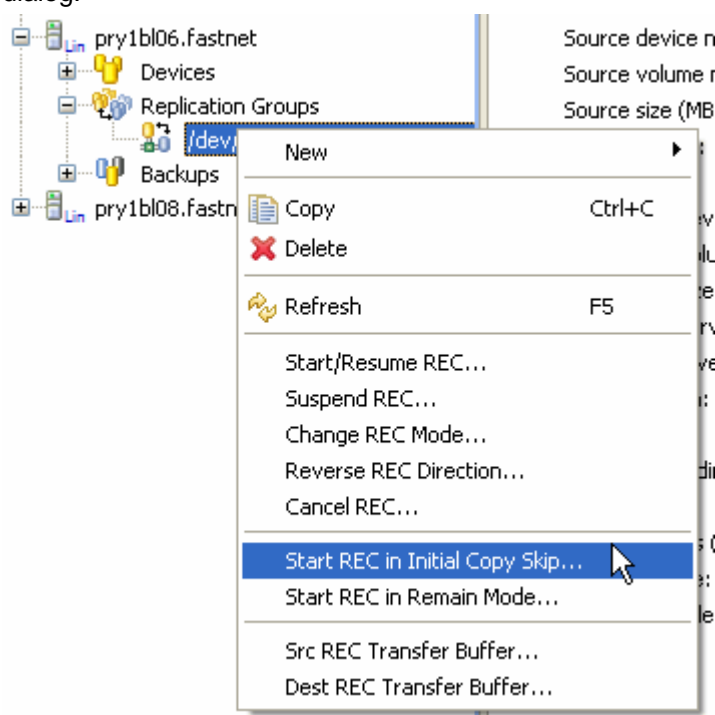 dialog.
pry1bl06.fastnet
Lin
Source device n
Devices
Source volume
Replication Groups
Source size (MB
/dev
New
Backups
Copy Ctrl+C
pry1bl08.fastn
Lin
Delete
Refresh F5
Start/Resume REC...
Suspend REC...
Change REC Mode...
Reverse REC Direction...
Cancel REC...
Start REC in Initial Copy Skip...
Start REC in Remain Mode...
Src REC Transfer Buffer...
Dest REC Transfer Buffer...